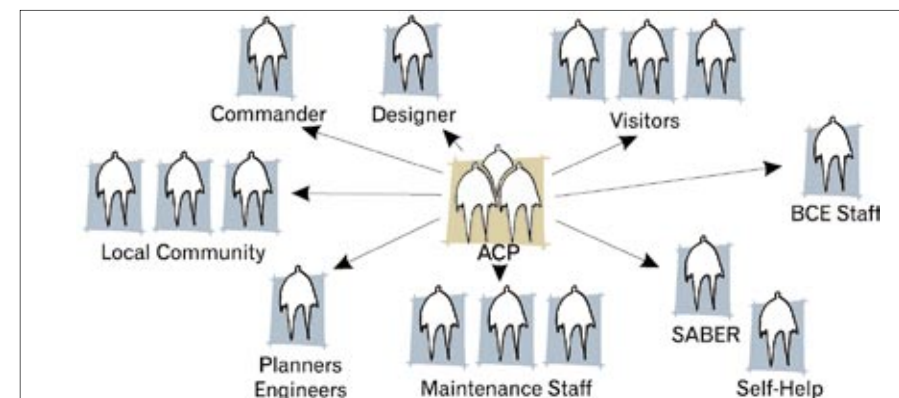 Commander
Designer
Visitors
BCE Staff
Local Community
ACP
SABER
Planners
Engineers
Maintenance Staff
Self-Help